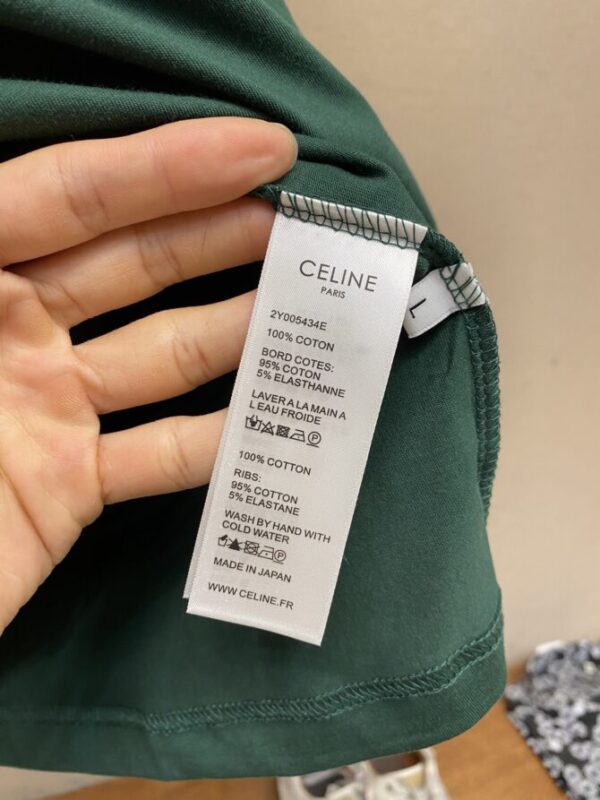 CELINE
PARIS
2Y005434E
100% COTON
BORD COTES:
95% COTON
5% ELASTHANNE
LAVER A LA MAIN A
L EAU FROIDE
P
100% COTTON
RIBS:
95% COTTON
5% ELASTANE
WASH BY HAND WITH
COLD WATER
P
MADE IN JAPAN
WWW.CELINE.FR
L